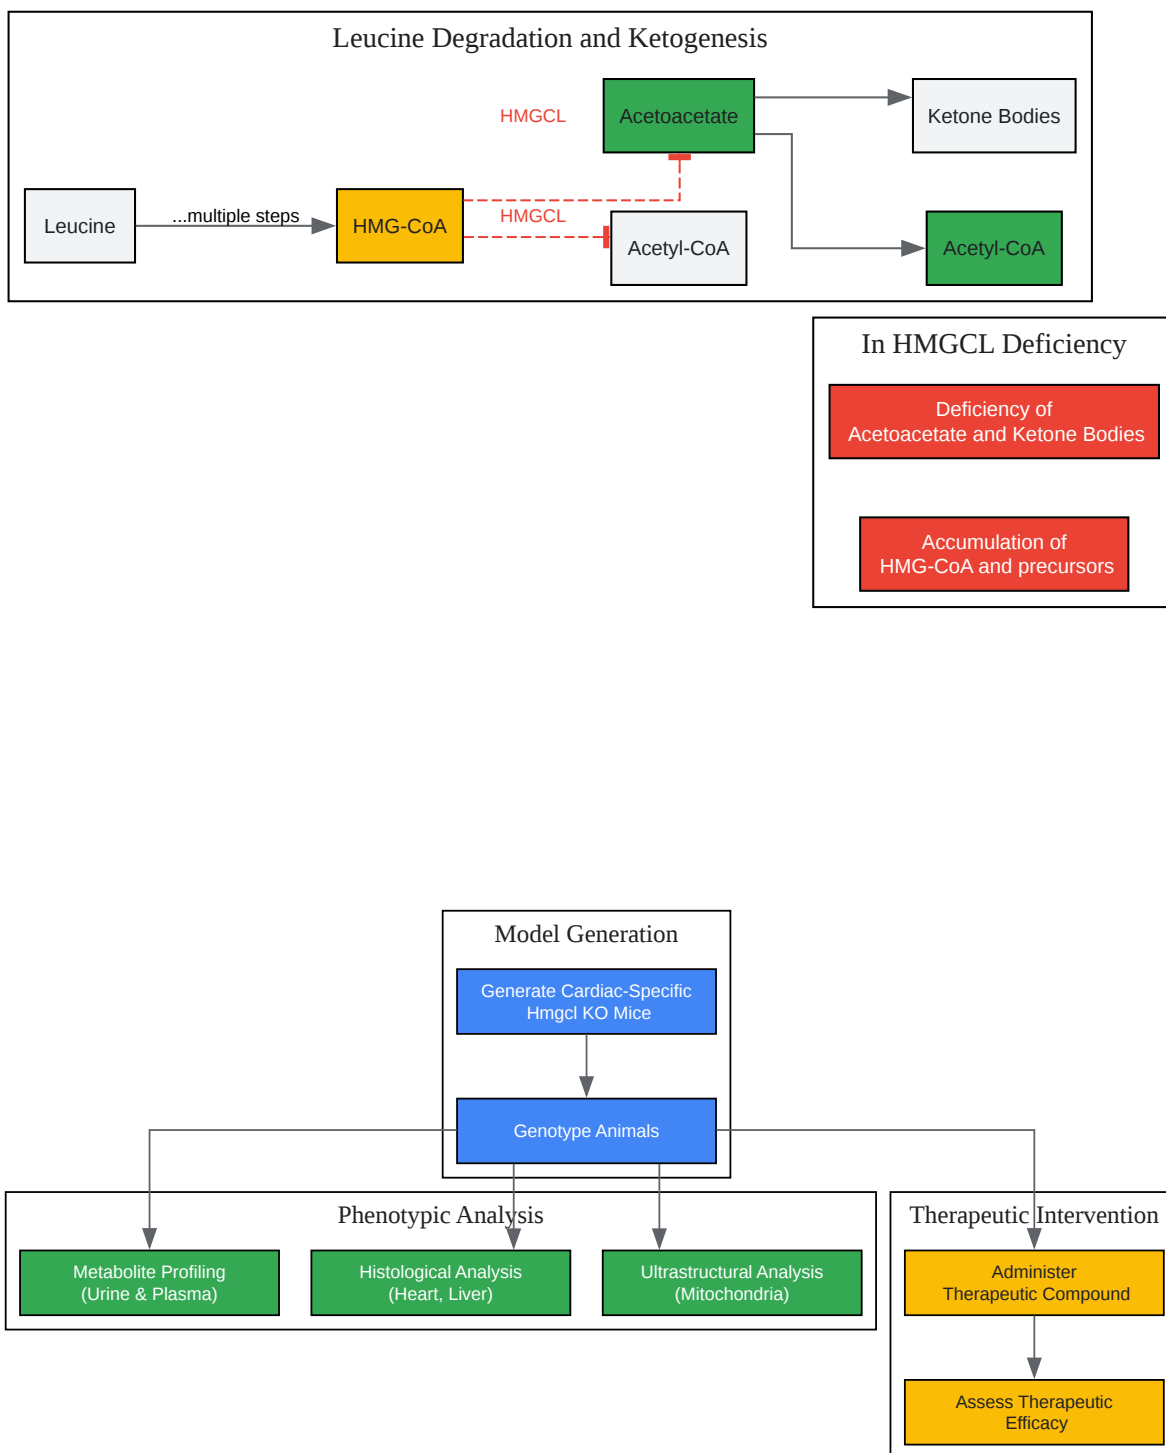 Leucine Degradation and Ketogenesis
HMGCL
Acetoacetate
Ketone Bodies
Leucine
...multiple steps
HMG-CoA
HMGCL
Acetyl-CoA
Acetyl-CoA
In HMGCL Deficiency
Deficiency of
Acetoacetate and Ketone Bodies
Accumulation of
HMG-CoA and precursors
Model Generation
Generate Cardiac-Specific
Hmgcl KO Mice
Genotype Animals
Phenotypic Analysis
Metabolite Profiling
(Urine & Plasma)
Histological Analysis
(Heart, Liver)
Ultrastructural Analysis
(Mitochondria)
Therapeutic Intervention
Administer
Therapeutic Compound
Assess Therapeutic
Efficacy